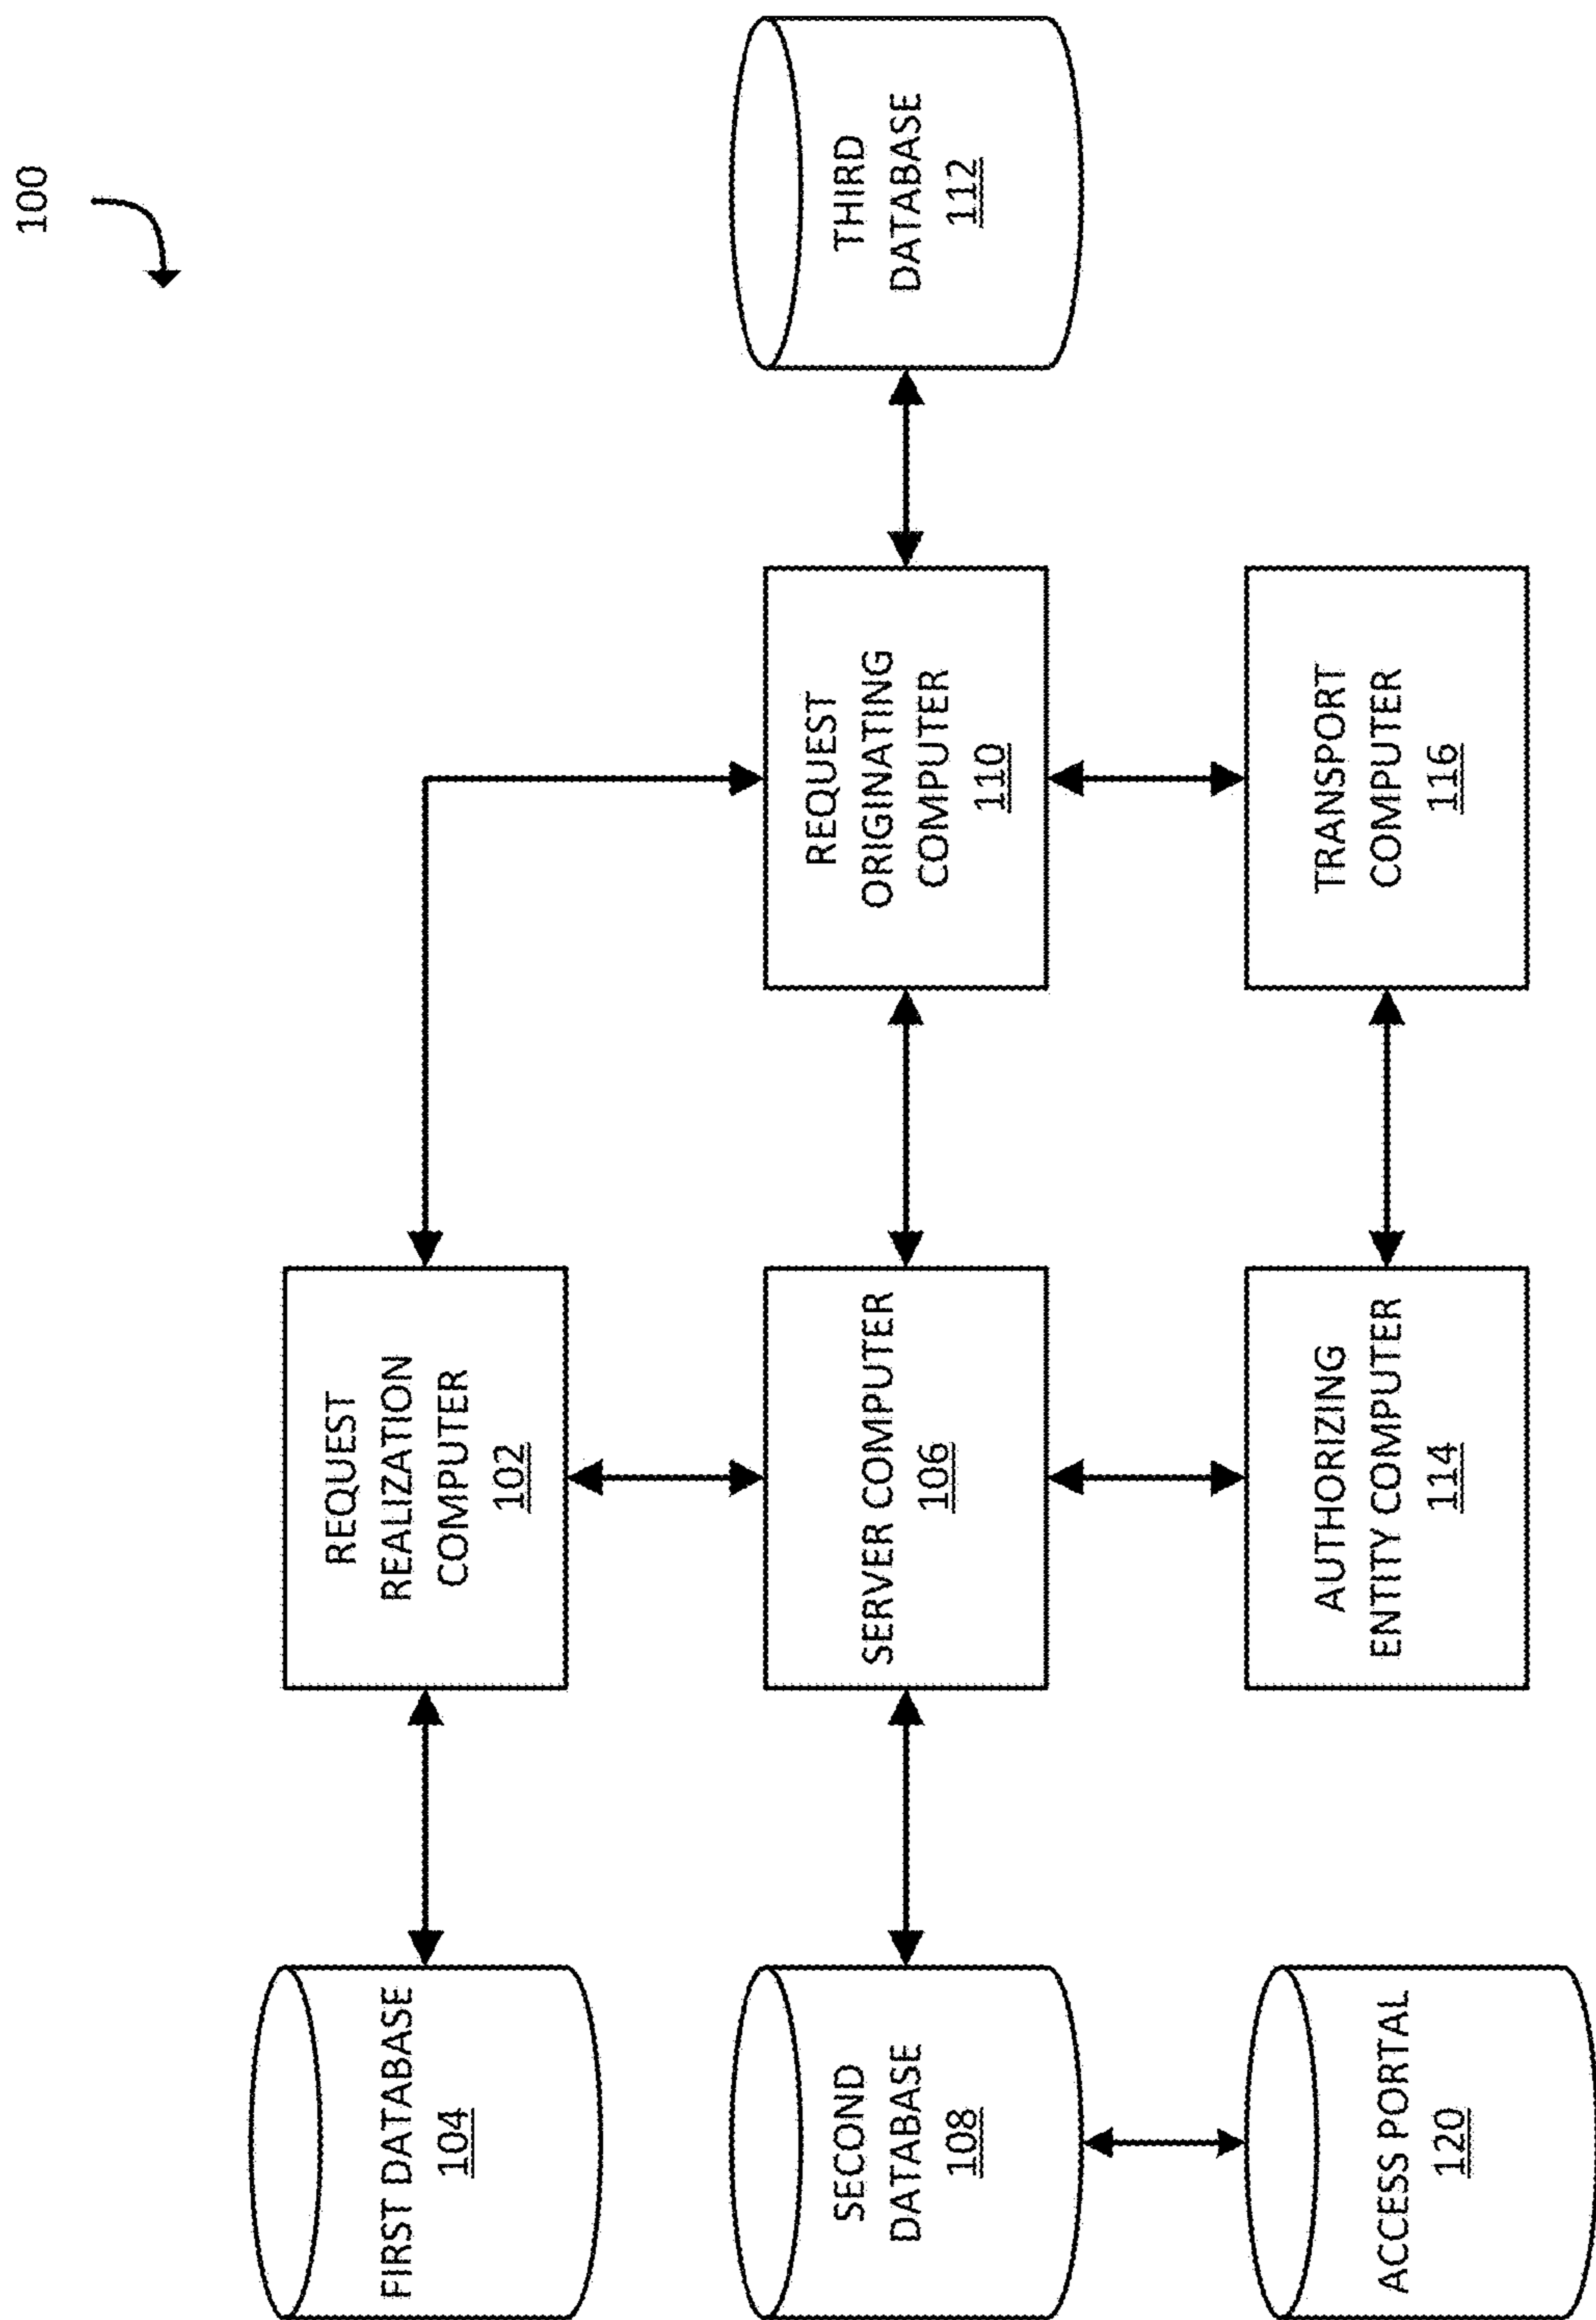 100
FIRST DATABASE
104
REQUEST
REALIZATION
COMPUTER
102
SECOND
DATABASE
108
SERVER COMPUTER
106
REQUEST
ORIGINATING
COMPUTER
110
THIRD
DATABASE
112
ACCESS PORTAL
120
AUTHORIZING
ENTITY COMPUTER
114
TRANSPORT
COMPUTER
116